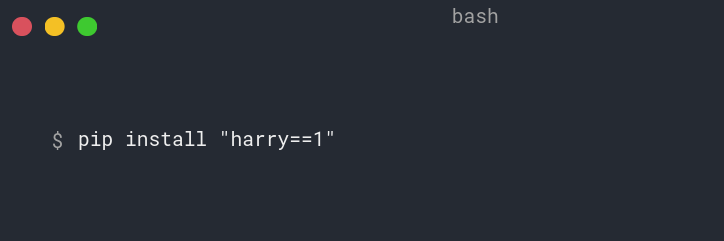 bash
$ pip install "harry==1"